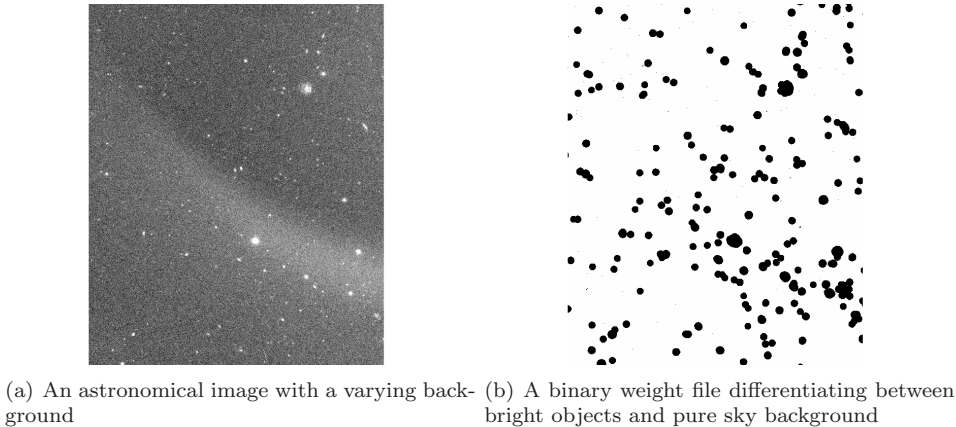 (a) An astronomical image with a varying back-
ground
(b) A binary weight file differentiating between
bright objects and pure sky background